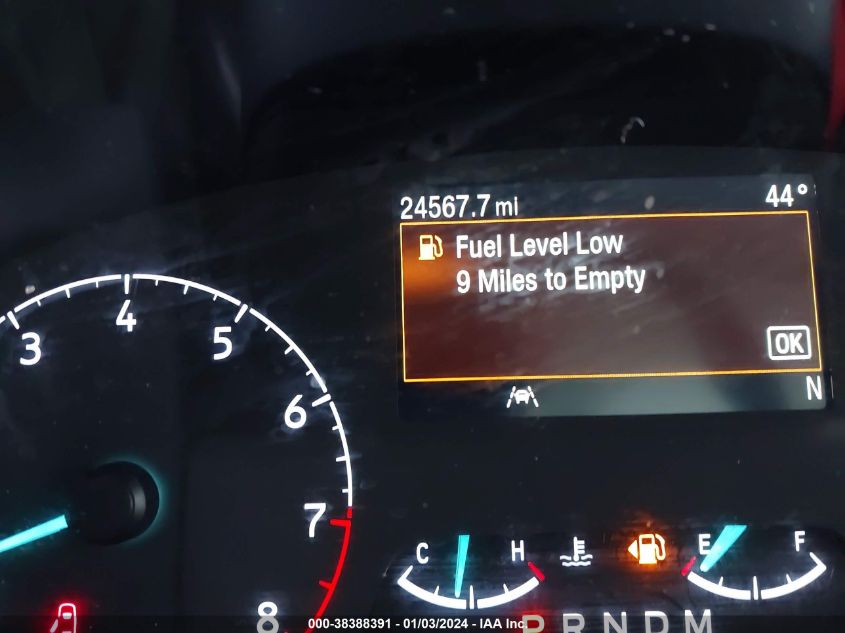 24567.7 mi 44°
Fuel Level Low
9 Miles to Empty
OK
N
3 4 5 6 7 8
C H E F
P R N D M
000-38388391 - 01/03/2024 - IAA Inc.